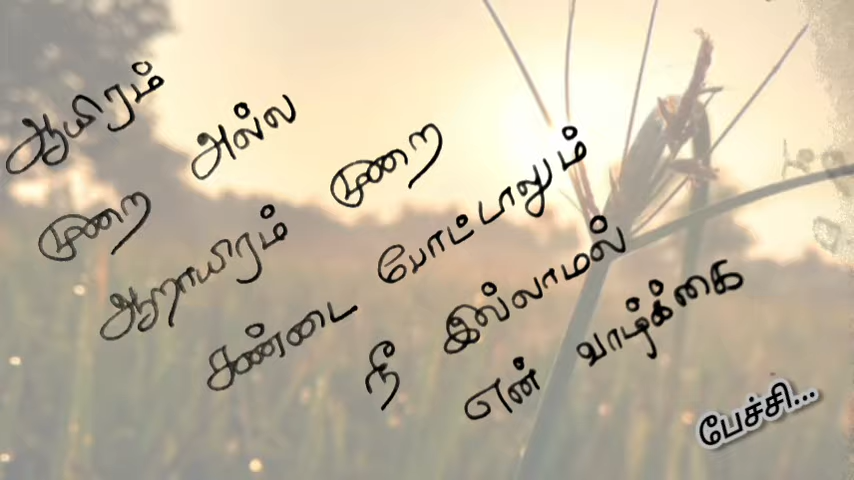 ஆயிரம்
முறை அல்ல
ஆறாயிரம் முறை
சண்டை போட்டாலும்
நீ இல்லாமல்
என் வாழ்க்கை
பேச்சி...